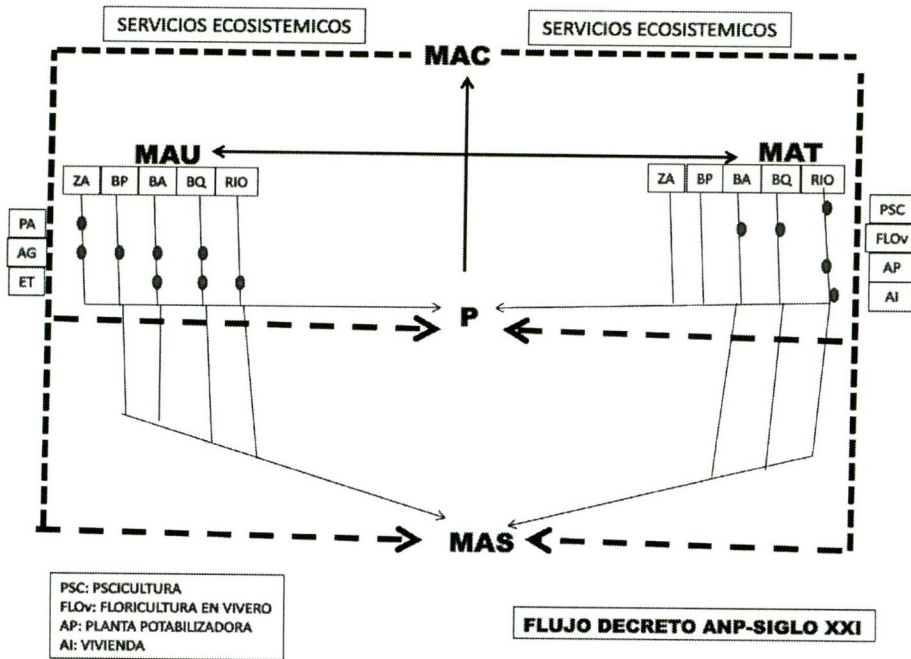 SERVICIOS ECOSISTEMICOS
SERVICIOS ECOSISTEMICOS
MAC
MAU
MAT
ZA BP BA BQ RIO
ZA BP BA BQ RIO
PA
AG
ET
PSC
FLOv
AP
AI
P
MAS
PSC: PSCICULTURA
FLOv: FLORICULTURA EN VIVERO
AP: PLANTA POTABILIZADORA
AI: VIVIENDA
FLUJO DECRETO ANP-SIGLO XXI